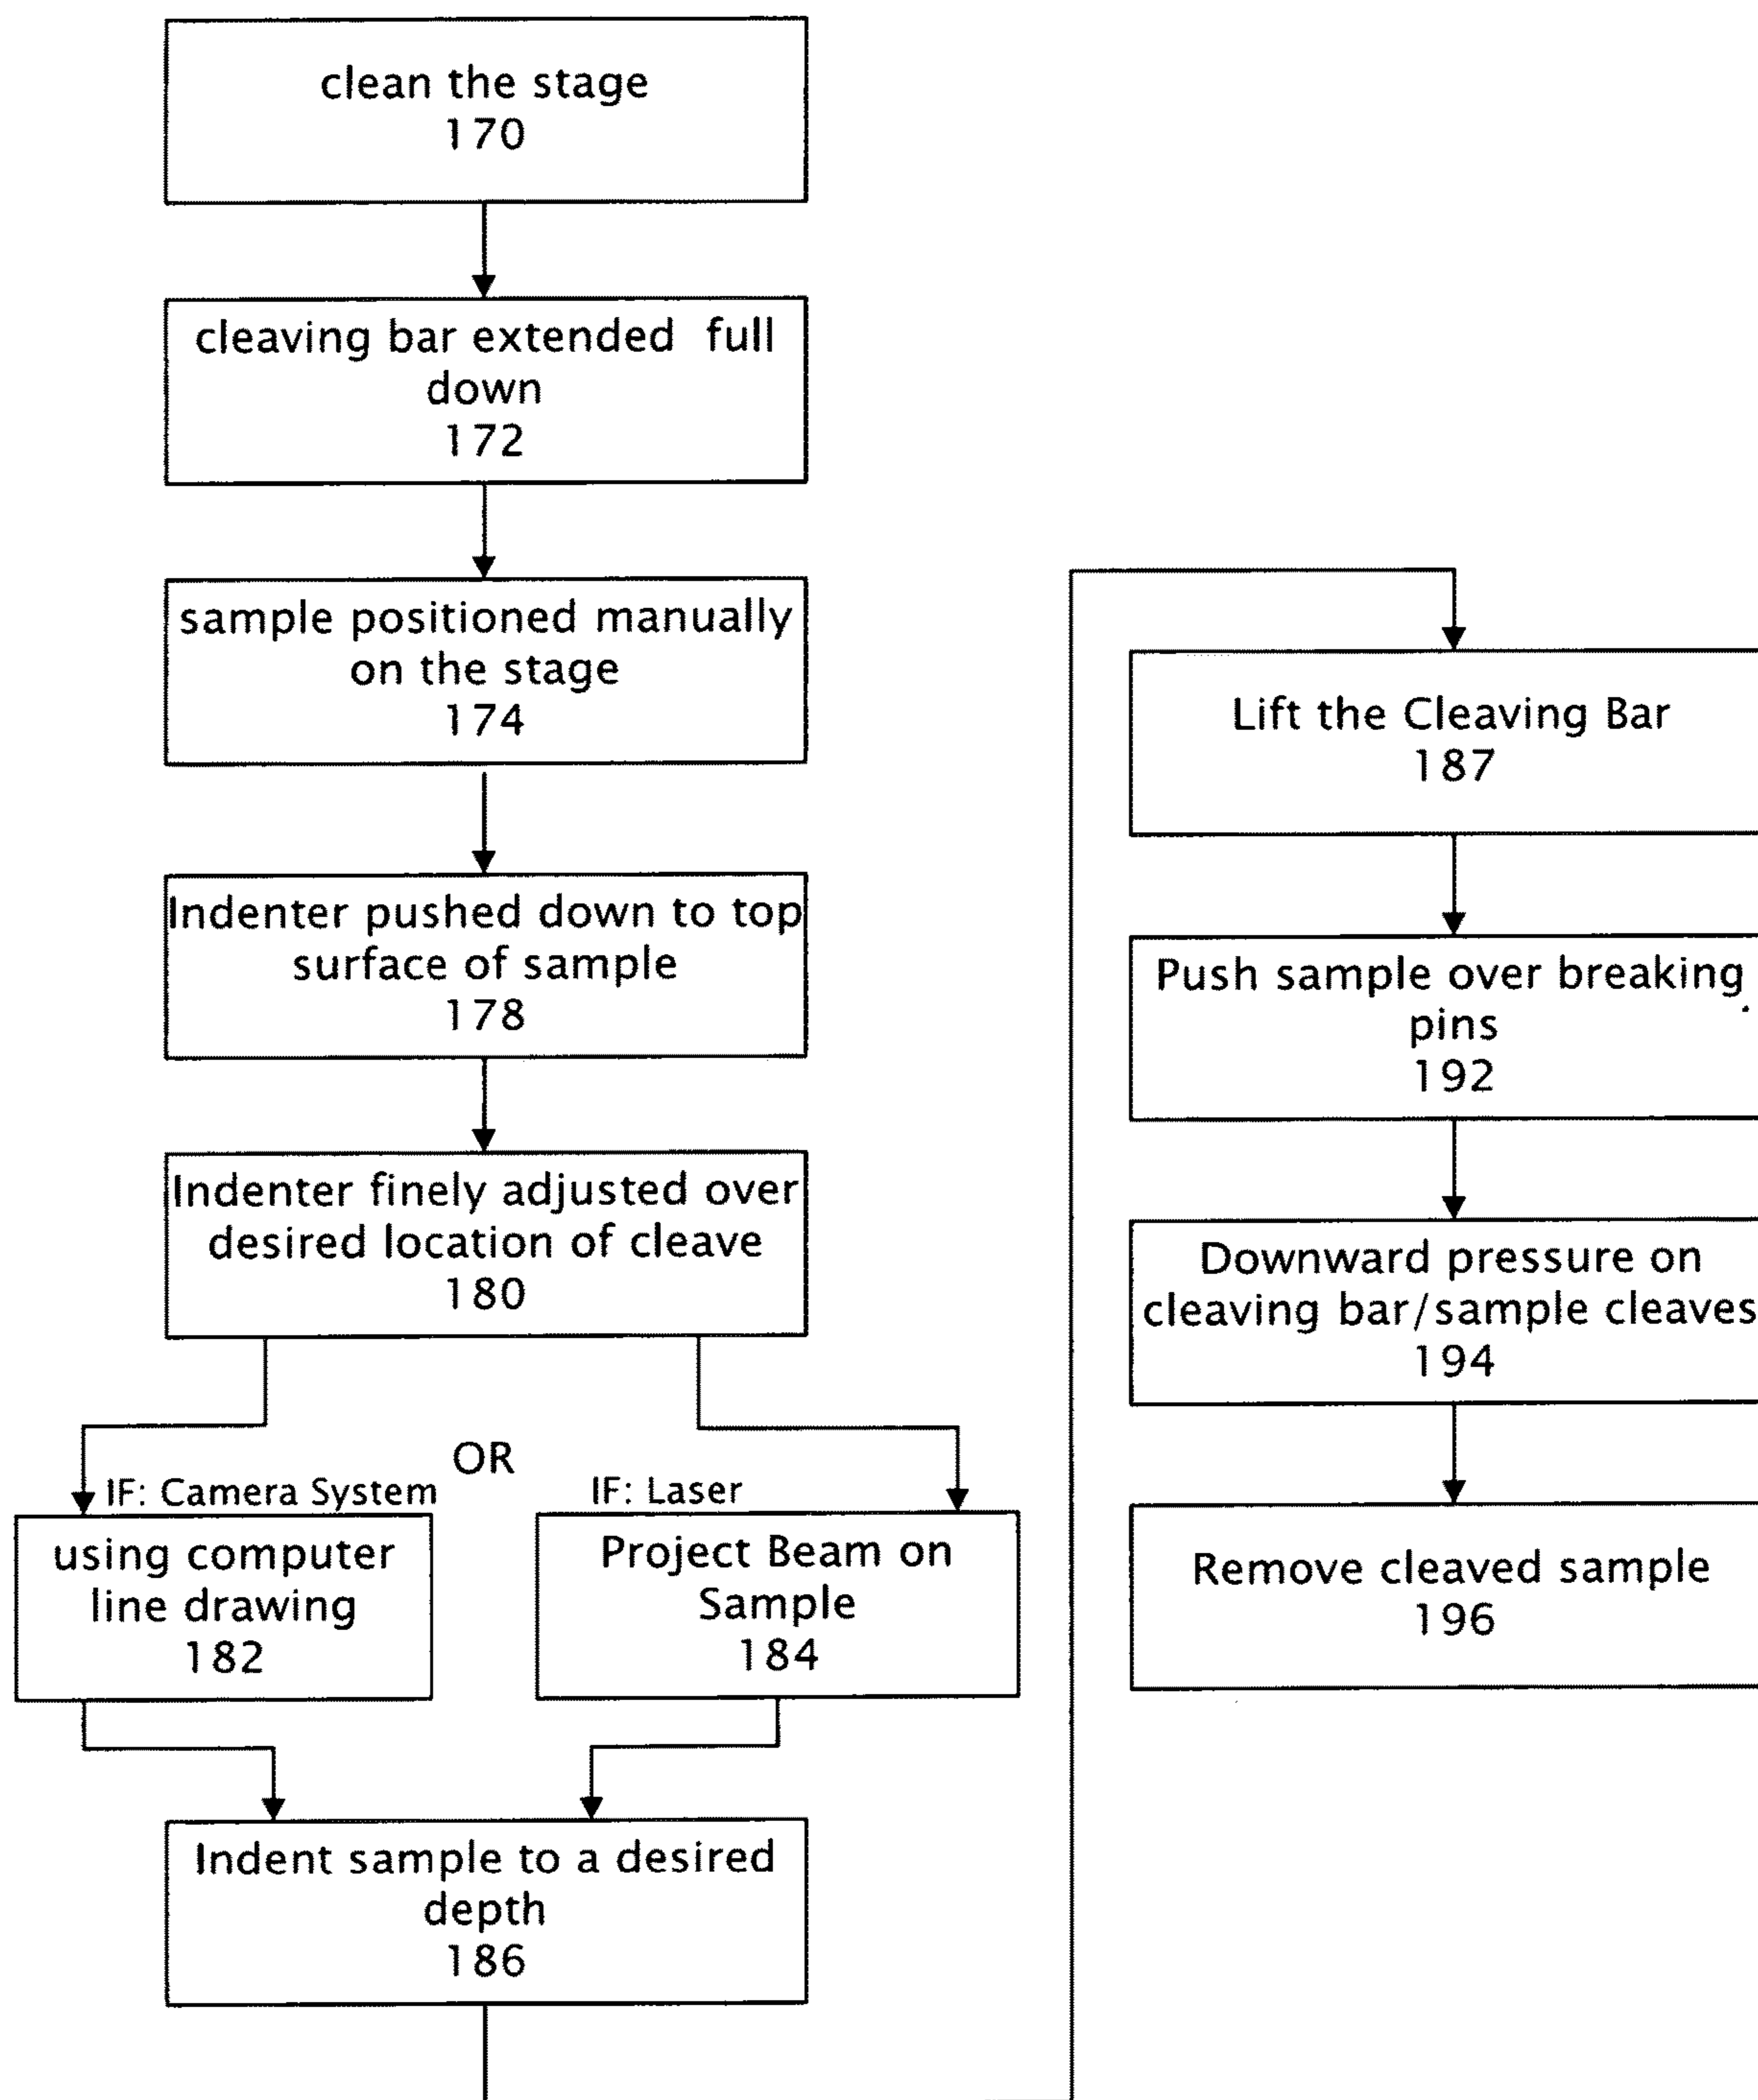 clean the stage
170
cleaving bar extended full
down
172
sample positioned manually
on the stage
174
Indenter pushed down to top
surface of sample
178
Indenter finely adjusted over
desired location of cleave
180
OR
IF: Camera System
IF: Laser
using computer
line drawing
182
Project Beam on
Sample
184
Indent sample to a desired
depth
186
Lift the Cleaving Bar
187
Push sample over breaking
pins
192
Downward pressure on
cleaving bar/sample cleaves
194
Remove cleaved sample
196